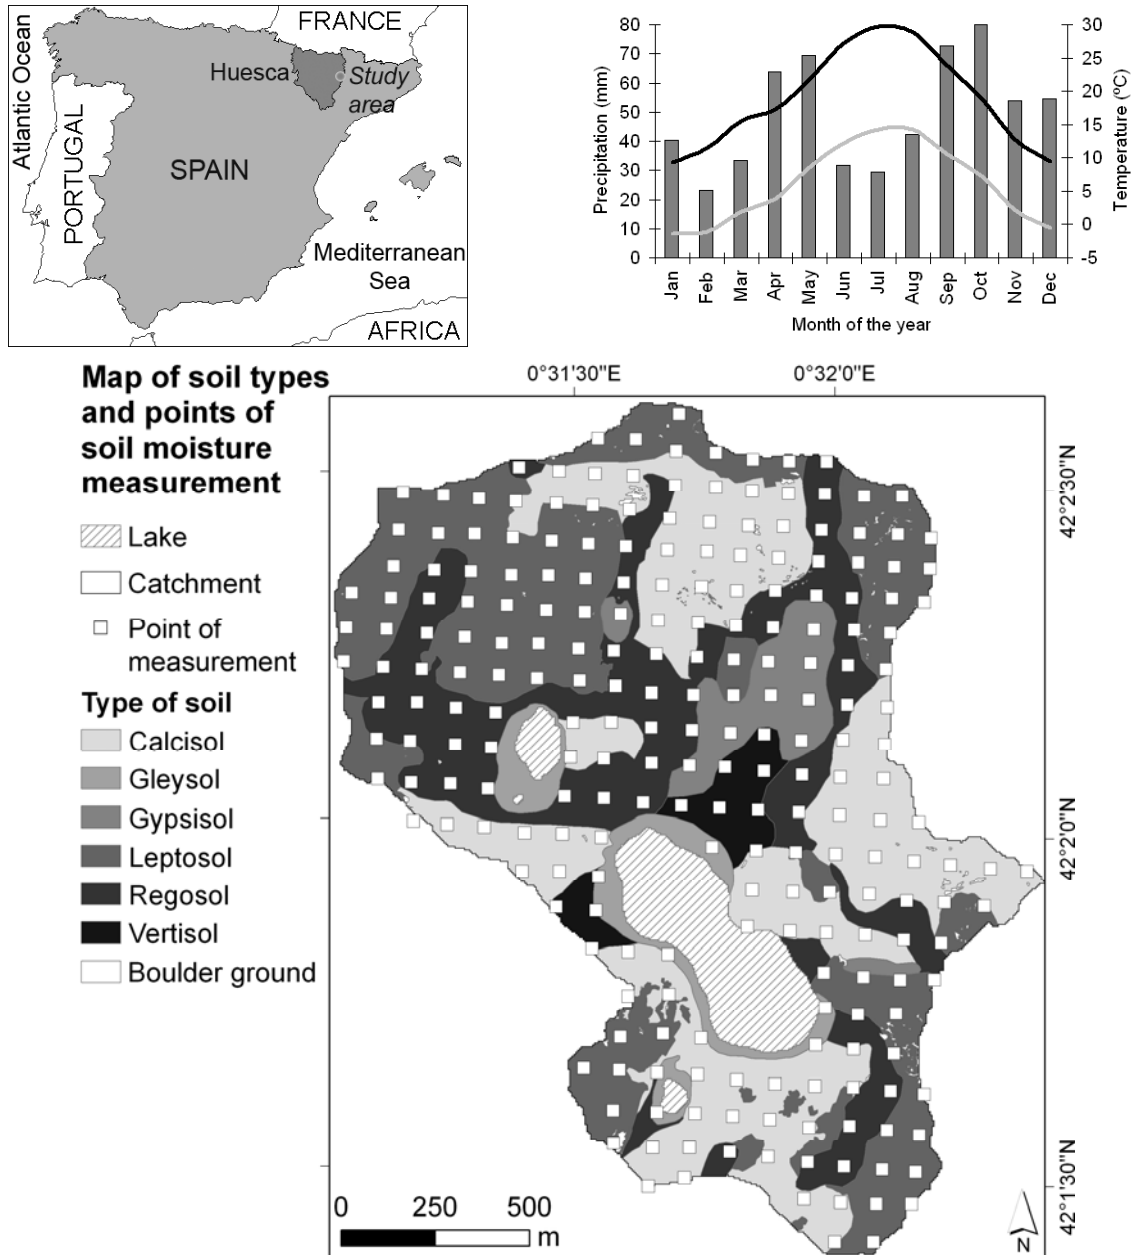 FRANCE
Atlantic Ocean
Huesca
Study
area
PORTUGAL
SPAIN
Mediterranean
Sea
AFRICA
Precipitation (mm)
80
70
60
50
40
30
20
10
0
30
25
20
15
10
5
0
-5
Temperature (ºC)
Jan
Feb
Mar
Apr
May
Jun
Jul
Aug
Sep
Oct
Nov
Dec
Month of the year
Map of soil types
and points of
soil moisture
measurement
Lake
Catchment
Point of
measurement
Type of soil
Calcisol
Gleysol
Gypsisol
Leptosol
Regosol
Vertisol
Boulder ground
0°31'30"E
0°32'0"E
42°2'30"N
42°2'0"N
42°1'30"N
0 250 500
m
N